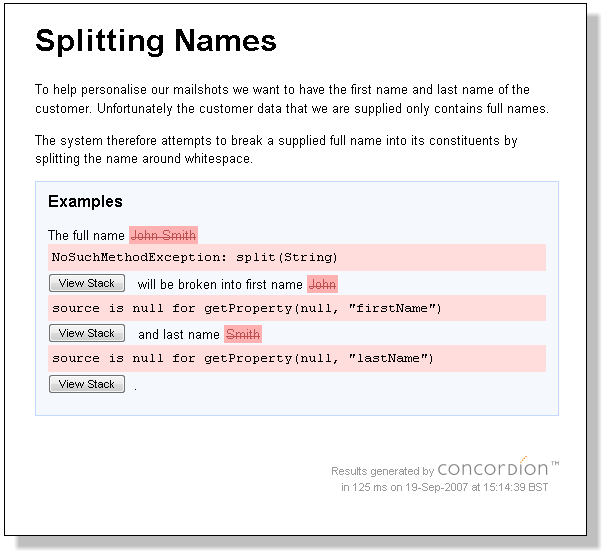 Splitting Names
To help personalise our mailshots we want to have the first name and last name of the
customer. Unfortunately the customer data that we are supplied only contains full names.
The system therefore attempts to break a supplied full name into its constituents by
splitting the name around whitespace.
Examples
The full name John Smith
NoSuchMethodException: split(String)
View Stack will be broken into first name John
source is null for getProperty(null, "firstName")
View Stack and last name Smith
source is null for getProperty(null, "lastName")
View Stack .
Results generated by concordion™
in 125 ms on 19-Sep-2007 at 15:14:39 BST